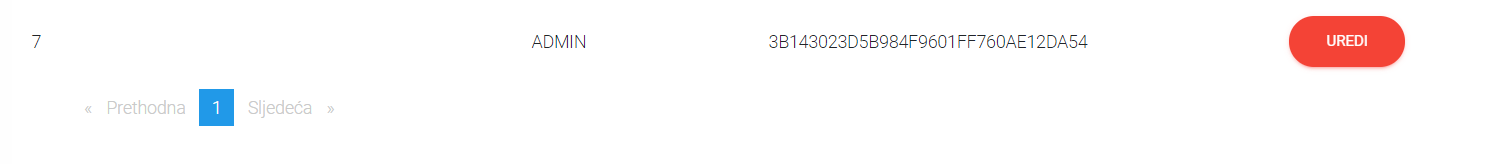 7 ADMIN 3B143023D5B984F9601FF760AE12DA54 UREDI
« Prethodna 1 Sljedeća »